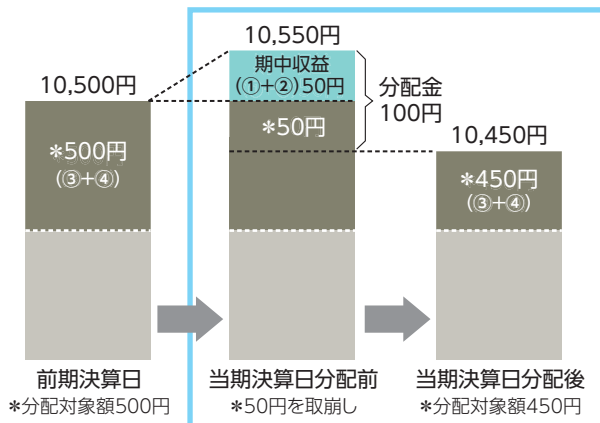 10,550円
期中収益
(①+②)50円
分配金
100円
10,500円
*50円
10,450円
*500円
(③+④)
*450円
(③+④)
前期決算日
当期決算日分配前
当期決算日分配後
*分配対象額500円
*50円を取崩し
*分配対象額450円